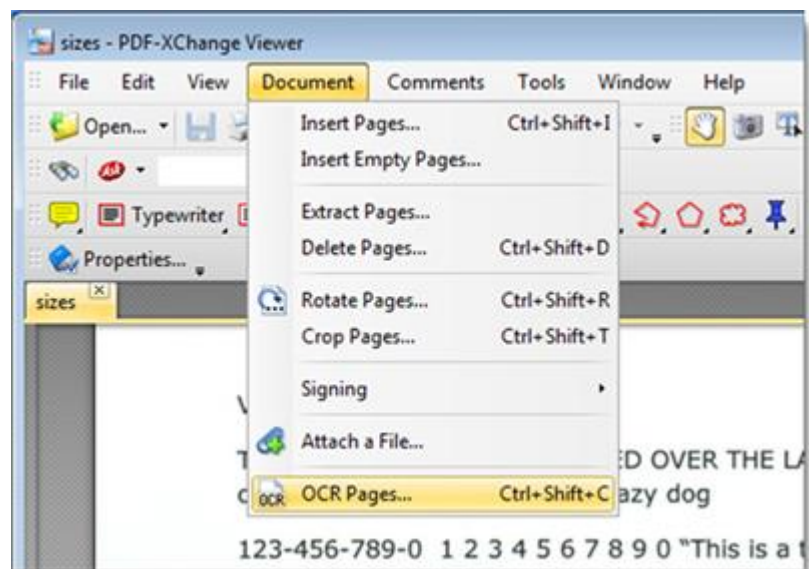 sizes - PDF-XChange Viewer
File Edit View Document Comments Tools Window Help
Open...
Insert Pages... Ctrl+Shift+I
Insert Empty Pages...
Typewriter
Extract Pages...
Properties...
Delete Pages... Ctrl+Shift+D
sizes
Rotate Pages... Ctrl+Shift+R
Crop Pages... Ctrl+Shift+T
Signing
Attach a File...
OVER THE
OCR OCR Pages... Ctrl+Shift+C
dog
123-456-789-0 1 2 3 4 5 6 7 8 9 0 "This is a